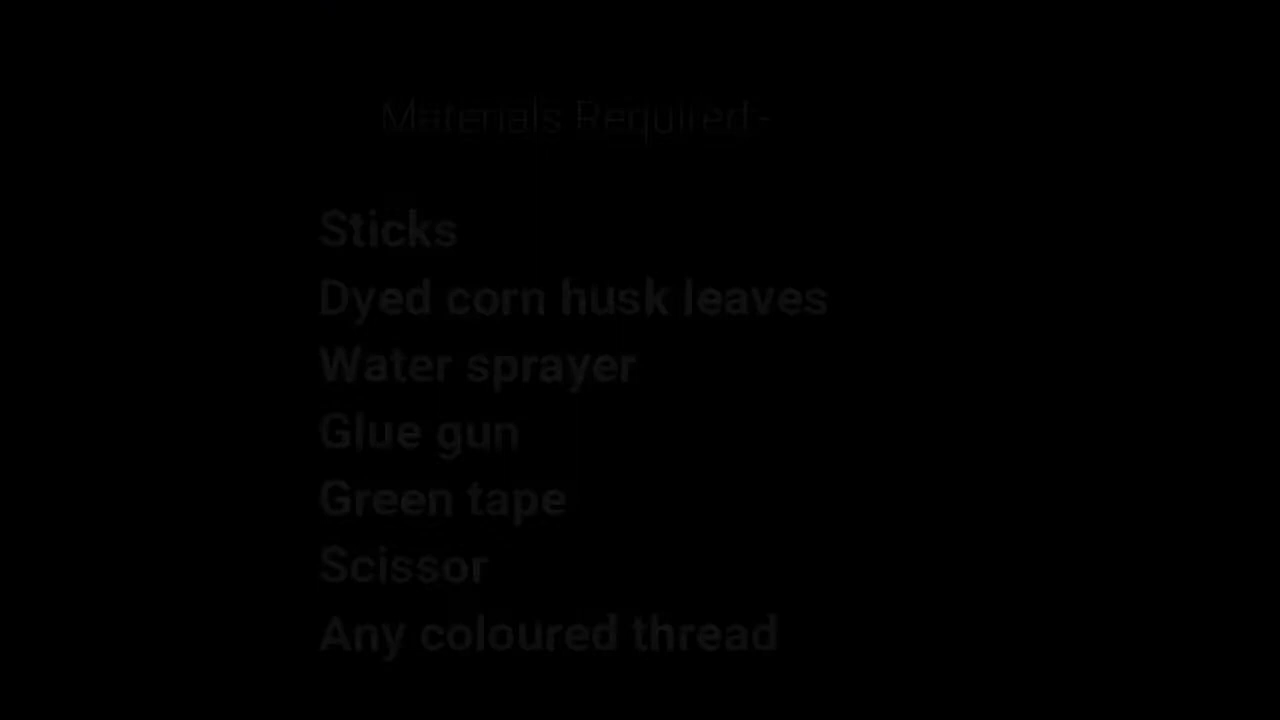 Materials Required:-
Sticks
Dyed corn husk leaves
Water sprayer
Glue gun
Green tape
Scissor
Any coloured thread